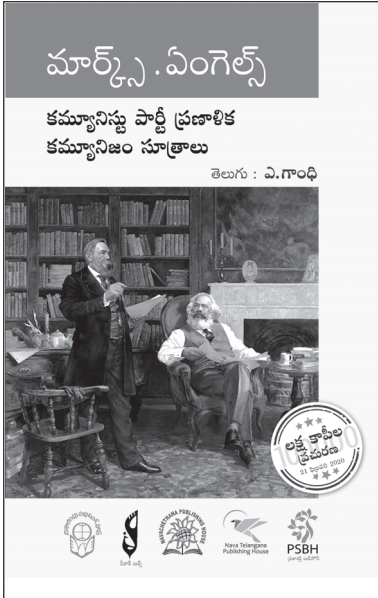 మార్క్స్ . ఏంగెల్స్
కమ్యూనిస్టు పార్టీ ప్రణాళిక
కమ్యూనిజం సూత్రాలు
తెలుగు : ఎ.గాంధి
లక్ష కాపీల
ప్రచురణ
21 ఫిబ్రవరి 2020
NAVACHETHANA PUBLISHING HOUSE
Nava Telangana
Publishing House
PSBH